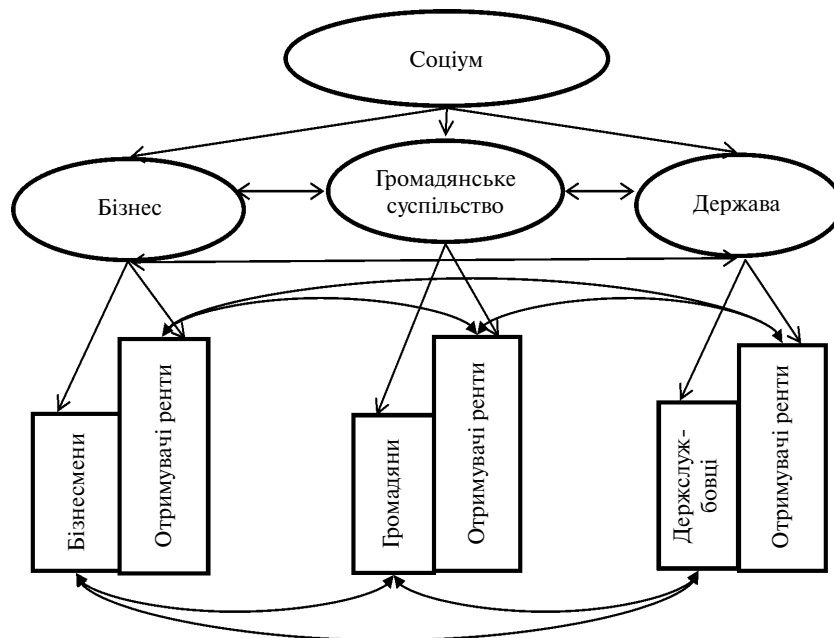 Соціум
Бізнес
Громадянське
суспільство
Держава
Бізнесмени
Отримувачі ренти
Громадяни
Отримувачі ренти
Держслуж-
бовці
Отримувачі ренти